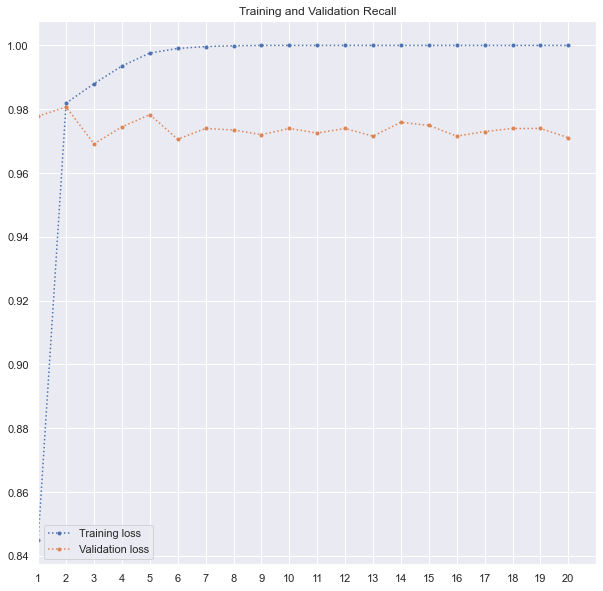 Training and Validation Recall
1.00
0.98
0.96
0.94
0.92
0.90
0.88
0.86
0.84
Training loss
Validation loss
1 2 3 4 5 6 7 8 9 10 11 12 13 14 15 16 17 18 19 20